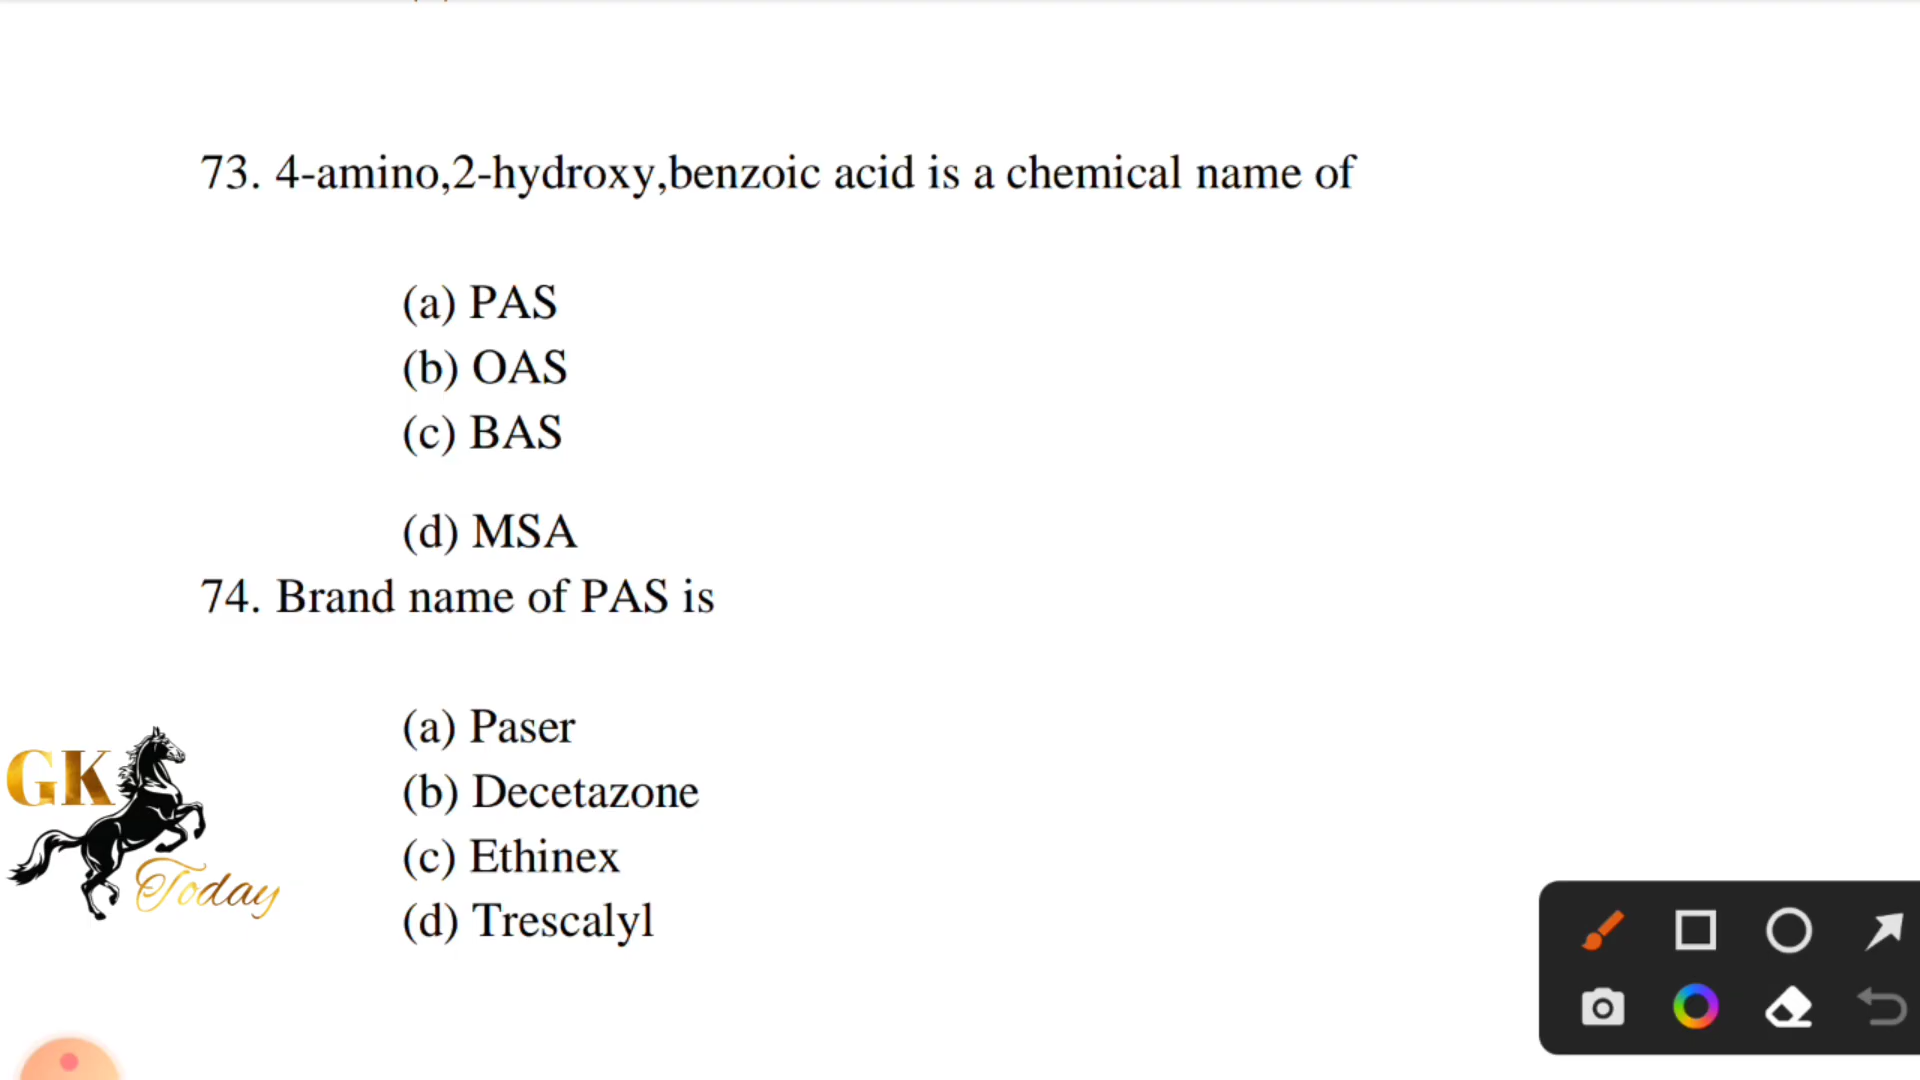 73. 4-amino,2-hydroxy,benzoic acid is a chemical name of
(a) PAS
(b) OAS
(c) BAS
(d) MSA
74. Brand name of PAS is
(a) Paser
(b) Decetazone
(c) Ethinex
(d) Trescalyl
GK
Today